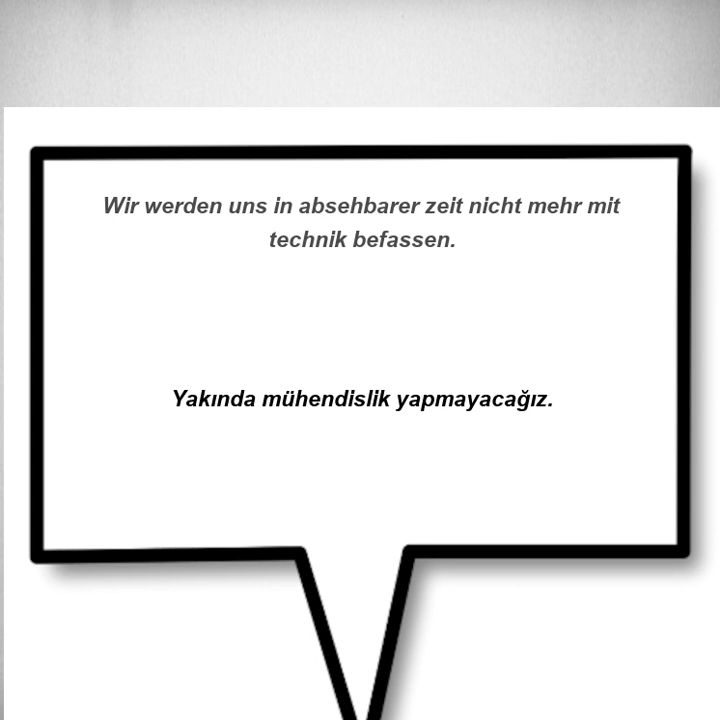 Wir werden uns in absehbarer zeit nicht mehr mit
technik befassen.
Yakında mühendislik yapmayacağız.